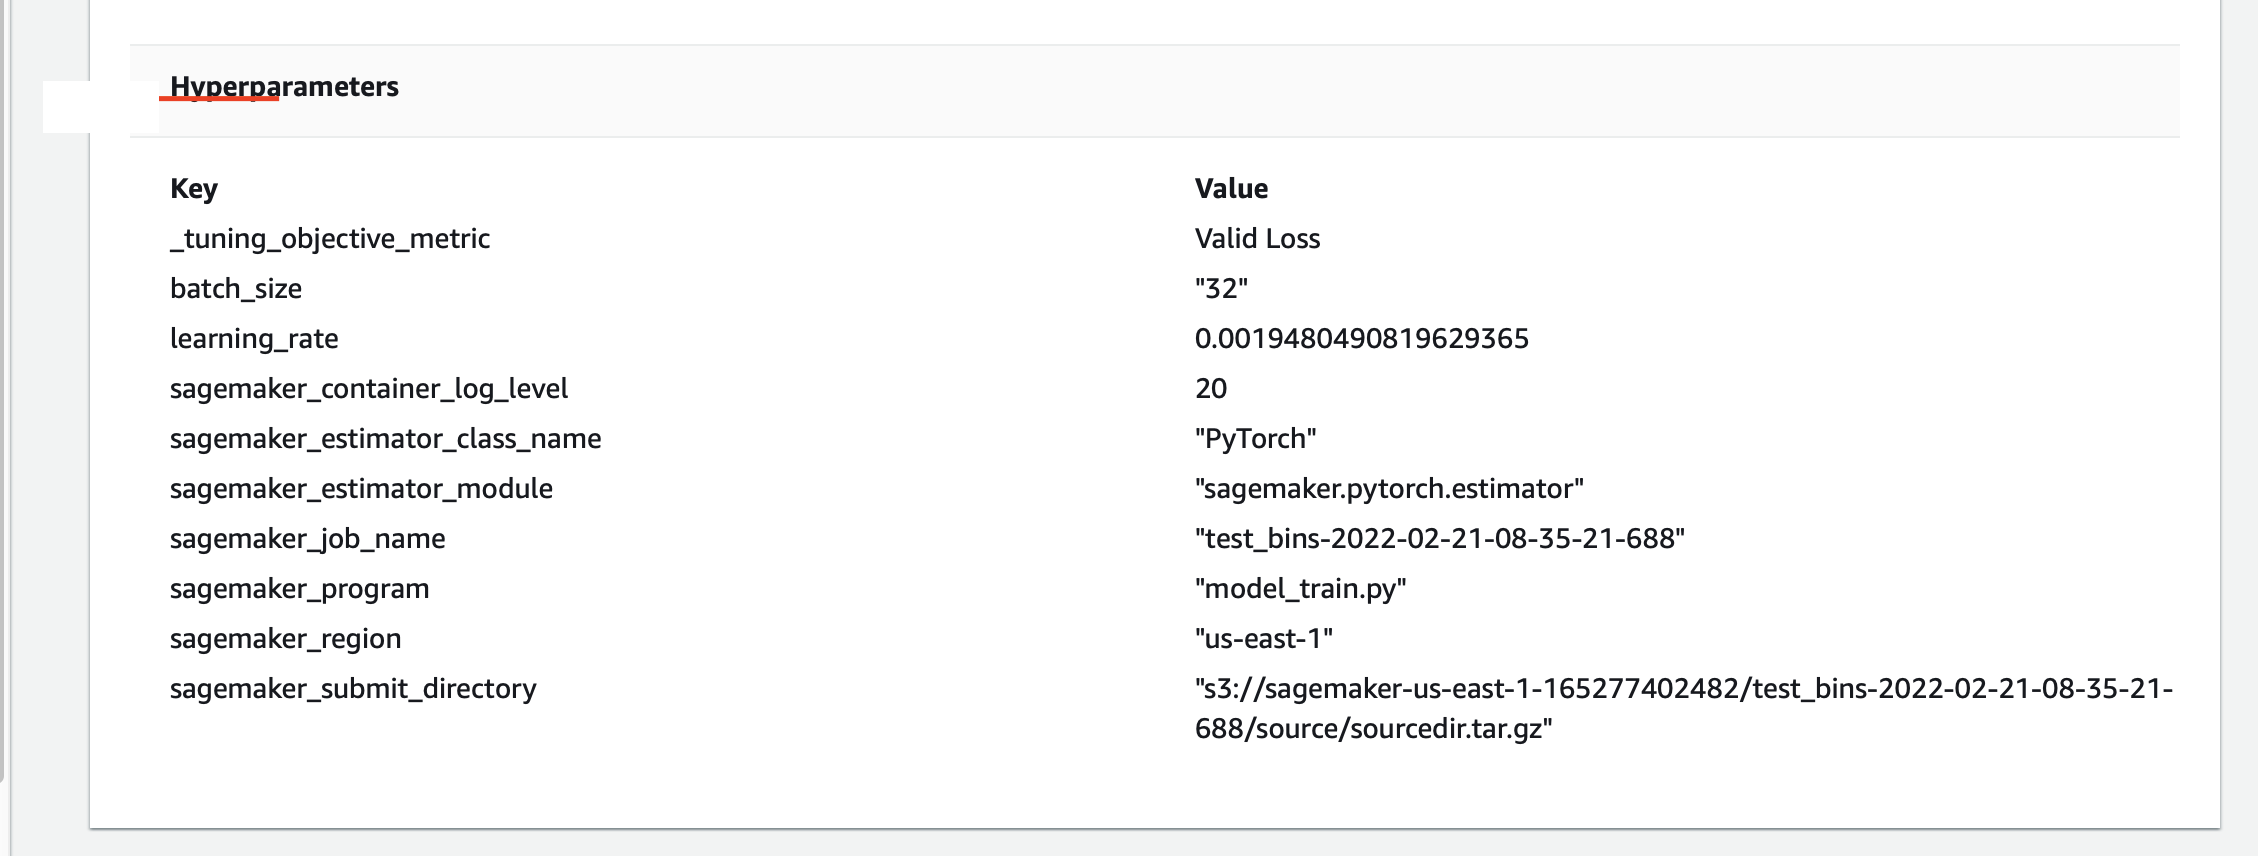 Hyperparameters
Key Value
_tuning_objective_metric Valid Loss
batch_size "32"
learning_rate 0.0019480490819629365
sagemaker_container_log_level 20
sagemaker_estimator_class_name "PyTorch"
sagemaker_estimator_module "sagemaker.pytorch.estimator"
sagemaker_job_name "test_bins-2022-02-21-08-35-21-688"
sagemaker_program "model_train.py"
sagemaker_region "us-east-1"
sagemaker_submit_directory "s3://sagemaker-us-east-1-165277402482/test_bins-2022-02-21-08-35-21-
688/source/sourcedir.tar.gz"